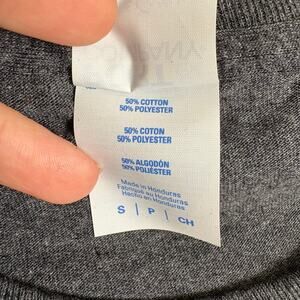 50% COTTON
50% POLYESTER
50% COTTON
50% POLYESTER
50% ALGODÓN
50% POLIÉSTER
Made in Honduras
Fabriqué au Honduras
Hecho en Honduras
S | P | CH